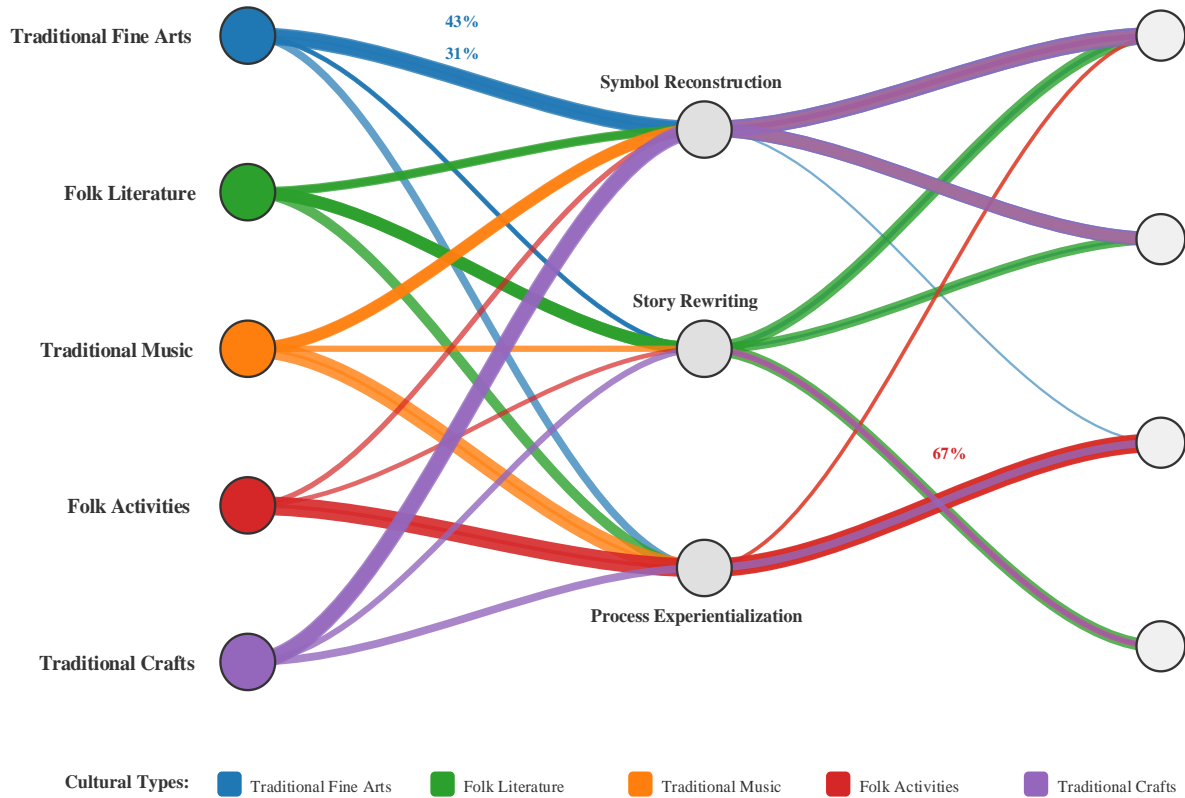 43%
Traditional Fine Arts
31%
Symbol Reconstruction
Folk Literature
Story Rewriting
Traditional Music
67%
Folk Activities
Process Experientialization
Traditional Crafts
Cultural Types: Traditional Fine Arts Folk Literature Traditional Music Folk Activities Traditional Crafts